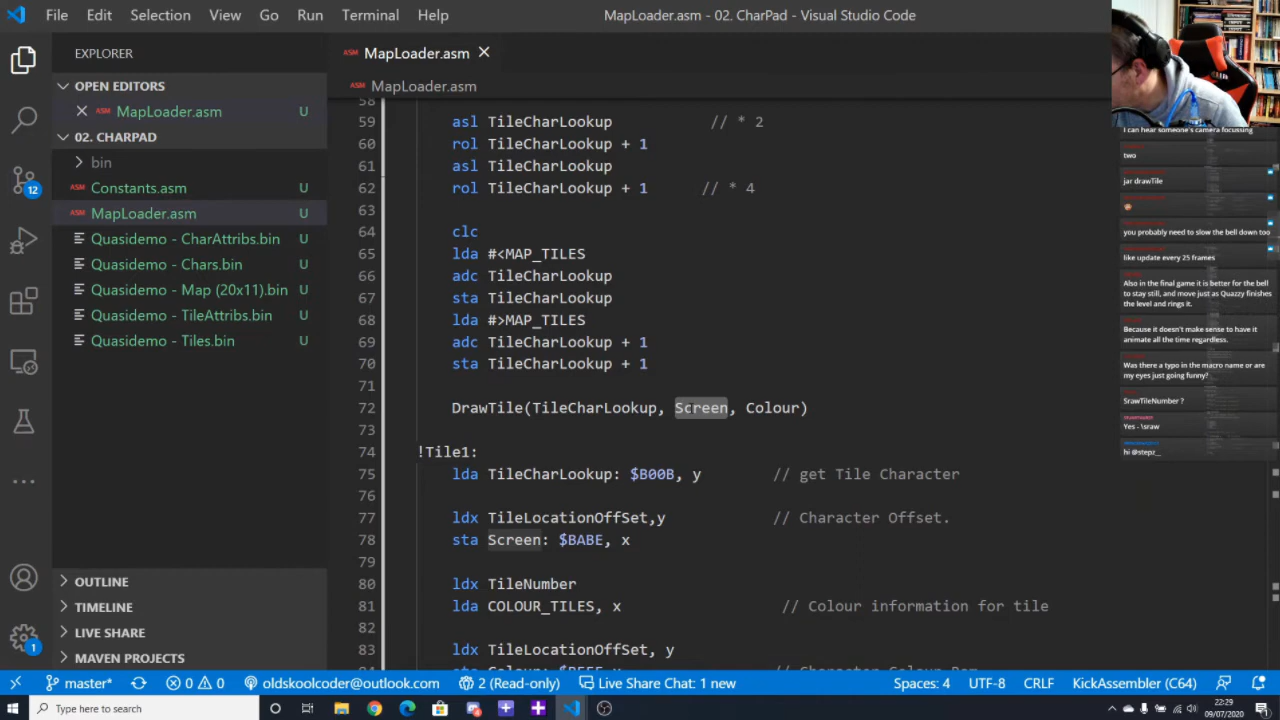 File Edit Selection View Go Run Terminal Help
MapLoader.asm - 02. CharPad - Visual Studio Code
EXPLORER
OPEN EDITORS
ASM MapLoader.asm U
02. CHARPAD
bin
ASM Constants.asm U
ASM MapLoader.asm U
Quasidemo - CharAttribs.bin U
Quasidemo - Chars.bin U
Quasidemo - Map (20x11).bin U
Quasidemo - TileAttribs.bin U
Quasidemo - Tiles.bin U
OUTLINE
TIMELINE
LIVE SHARE
MAVEN PROJECTS
12
1
ASM MapLoader.asm
ASM MapLoader.asm
58
59 asl TileCharLookup // * 2
60 rol TileCharLookup + 1
61 asl TileCharLookup
62 rol TileCharLookup + 1 // * 4
63
64 clc
65 lda #<MAP_TILES
66 adc TileCharLookup
67 sta TileCharLookup
68 lda #>MAP_TILES
69 adc TileCharLookup + 1
70 sta TileCharLookup + 1
71
72 DrawTile(TileCharLookup, Screen, Colour)
73
74 !Tile1:
75 lda TileCharLookup: $B00B, y // get Tile Character
76
77 ldx TileLocationOffSet,y // Character Offset.
78 sta Screen: $BABE, x
79
80 ldx TileNumber
81 lda COLOUR_TILES, x // Colour information for tile
82
83 ldx TileLocationOffSet, y
I can hear someone's camera focussing
two
jar drawTile
you probably need to slow the bell down too
like update every 25 frames
Also in the final game it is better for the bell
to stay still, and move just as Quazzy finishes
the level and rings it.
Because it doesn't make sense to have it
animate all the time regardless.
Was there a typo in the macro name or are
my eyes just going funny?
SrawTileNumber ?
Yes - \sraw
hi @stepz__
master* 0 0 oldskoolcoder@outlook.com 2 (Read-only) Live Share Chat: 1 new Spaces: 4 UTF-8 CRLF KickAssembler (C64)
Type here to search
22:29
09/07/2020